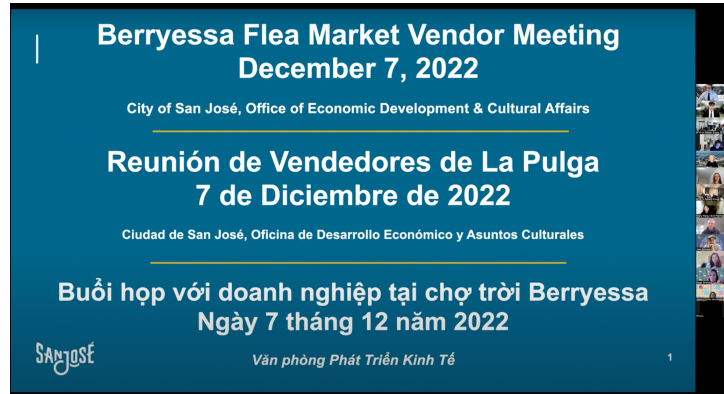 Berryessa Flea Market Vendor Meeting
December 7, 2022
City of San José, Office of Economic Development & Cultural Affairs
Reunión de Vendedores de La Pulga
7 de Diciembre de 2022
Ciudad de San José, Oficina de Desarrollo Económico y Asuntos Culturales
Buổi họp với doanh nghiệp tại chợ trời Berryessa
Ngày 7 tháng 12 năm 2022
Văn phòng Phát Triển Kinh Tế
SAN JOSÉ
1